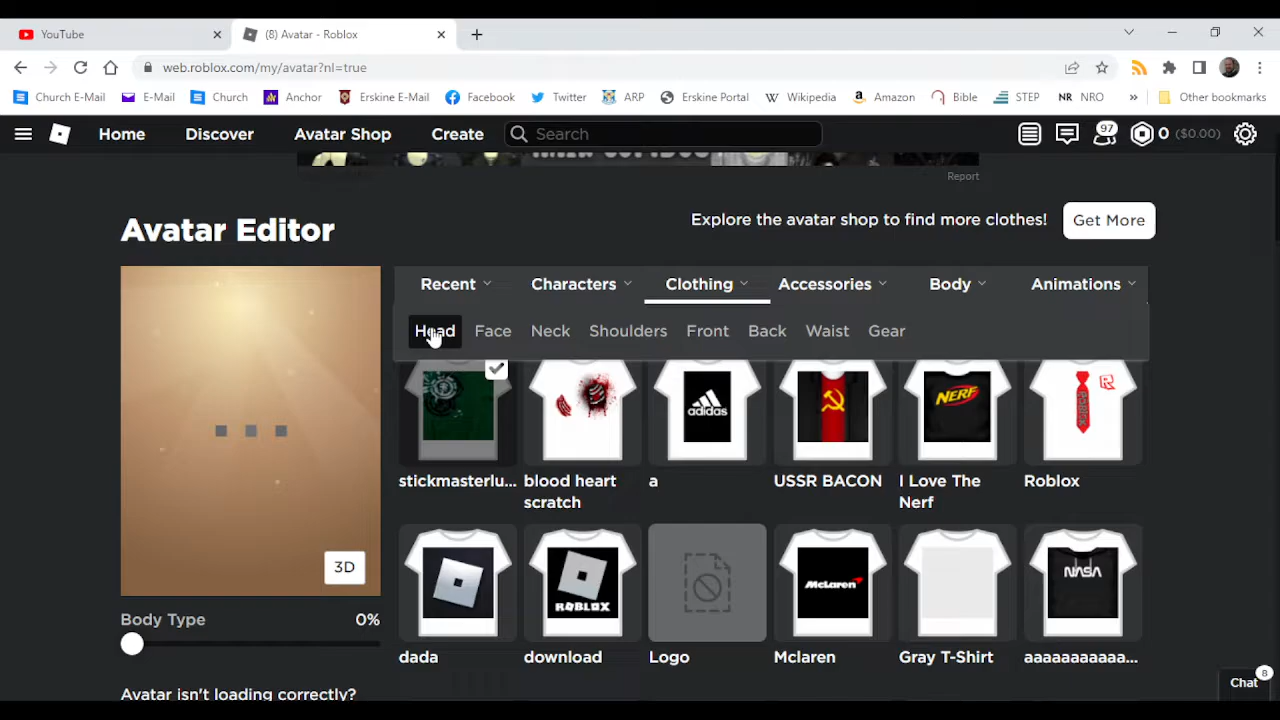 YouTube
(8) Avatar - Roblox
web.roblox.com/my/avatar?nl=true
Church E-Mail E-Mail Church Anchor Erskine E-Mail Facebook Twitter ARP Erskine Portal Wikipedia Amazon Bible STEP NR NRO » Other bookmarks
Home Discover Avatar Shop Create Search 97 0 ($0.00)
Report
Avatar Editor
Explore the avatar shop to find more clothes! Get More
Recent Characters Clothing Accessories Body Animations
Head Face Neck Shoulders Front Back Waist Gear
adidas
NERF
ROBLOX
stickmasterlu... blood heart scratch a USSR BACON I Love The Nerf Roblox
ROBLOX
McLaren
NASA
3D
Body Type 0%
dada download Logo Mclaren Gray T-Shirt aaaaaaaaaaa...
Avatar isn't loading correctly?
Chat 8